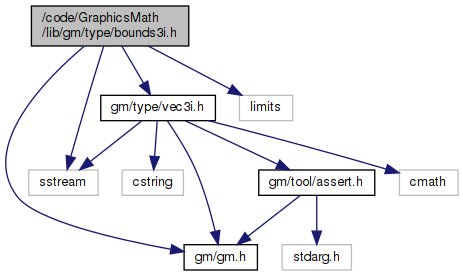 /code/GraphicsMath
/lib/gm/type/bounds3i.h
gm/type/vec3i.h
limits
sstream
cstring
gm/tool/assert.h
cmath
gm/gm.h
stdarg.h